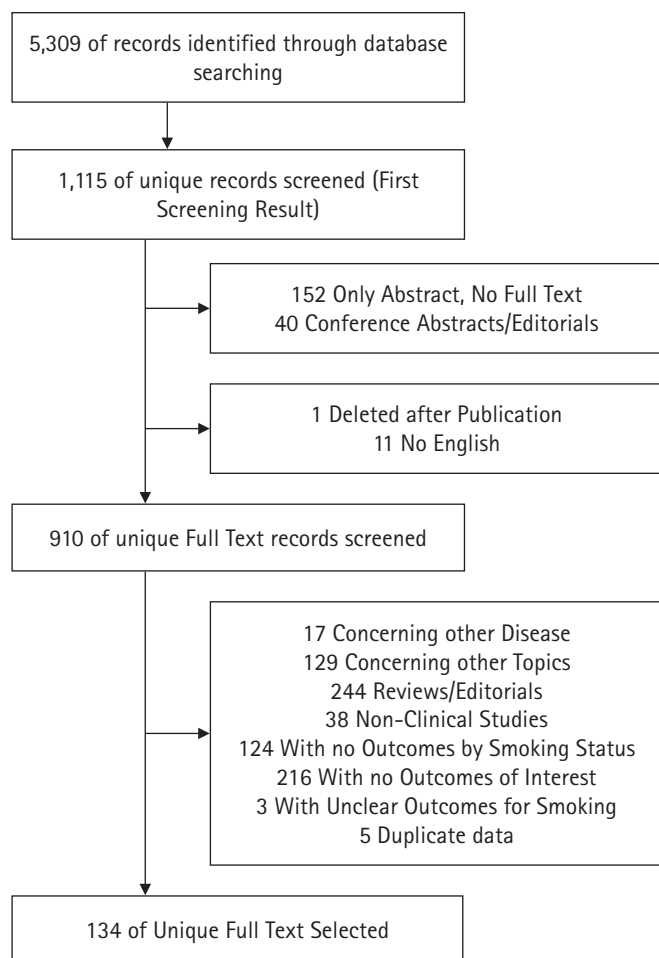 5,309 of records identified through database
searching
1,115 of unique records screened (First
Screening Result)
152 Only Abstract, No Full Text
40 Conference Abstracts/Editorials
1 Deleted after Publication
11 No English
910 of unique Full Text records screened
17 Concerning other Disease
129 Concerning other Topics
244 Reviews/Editorials
38 Non-Clinical Studies
124 With no Outcomes by Smoking Status
216 With no Outcomes of Interest
3 With Unclear Outcomes for Smoking
5 Duplicate data
134 of Unique Full Text Selected